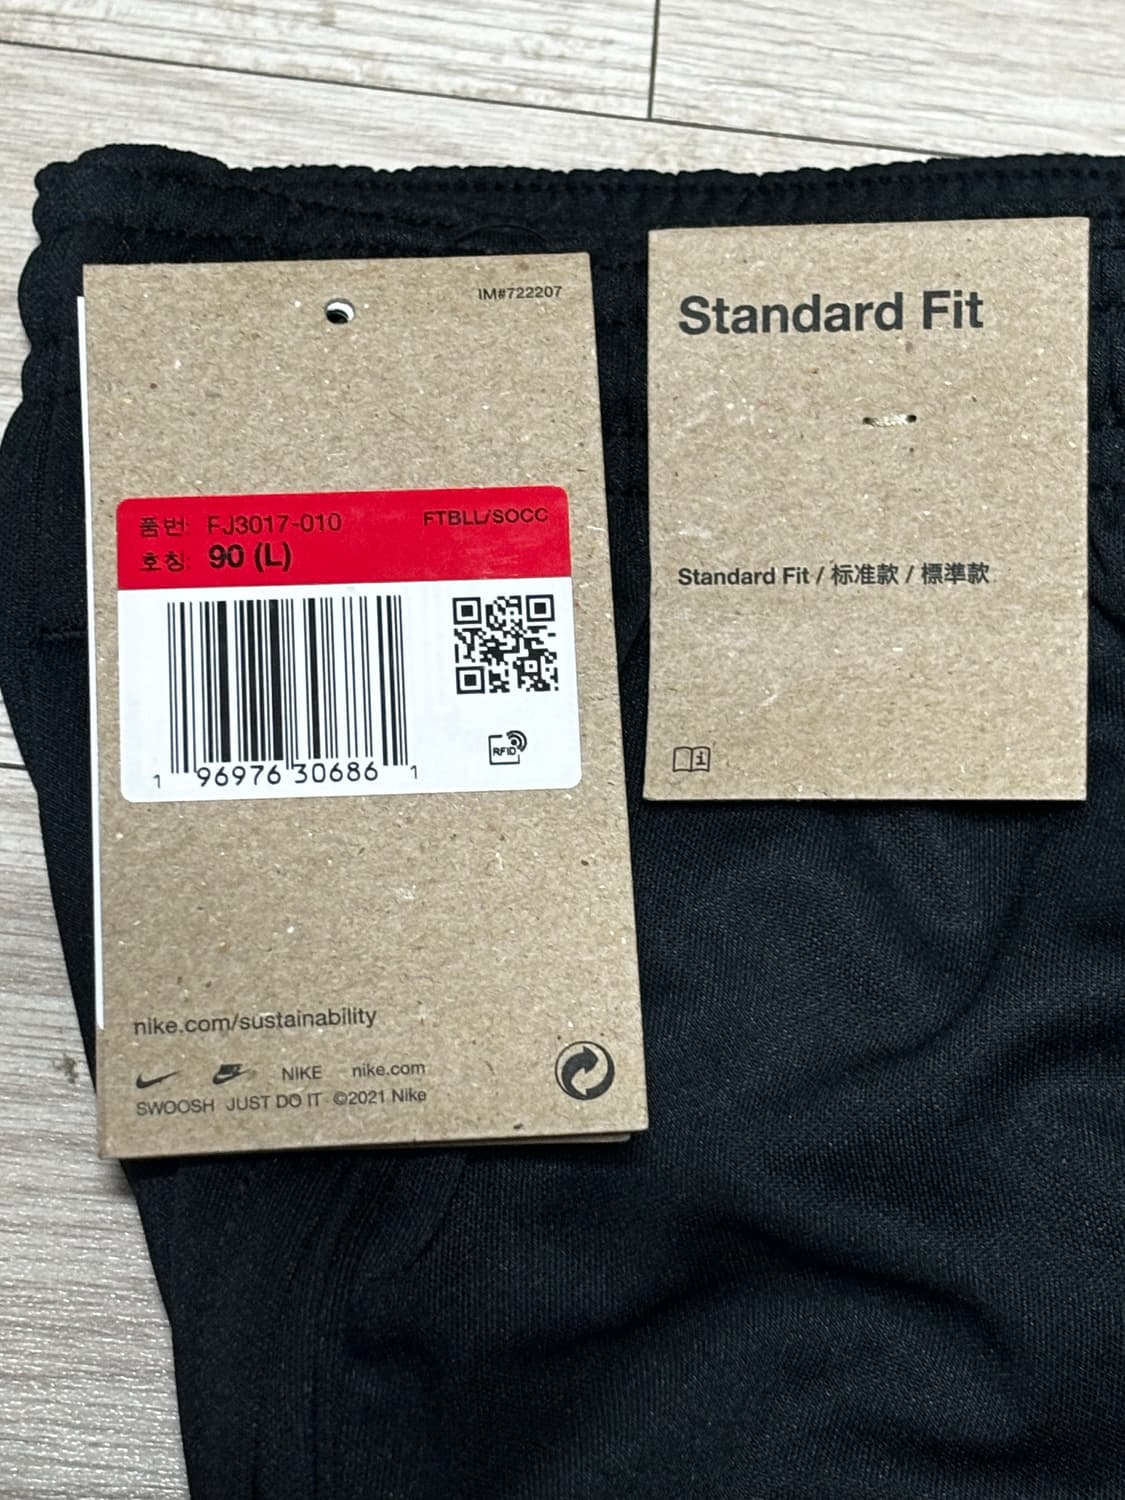 IM#722207
품번: FJ3017-010 FTBLL/SOCC
호칭: 90 (L)
1 96976 30686 1
RFID
nike.com/sustainability
NIKE nike.com
SWOOSH JUST DO IT ©2021 Nike
Standard Fit
Standard Fit / 标准款 / 標準款